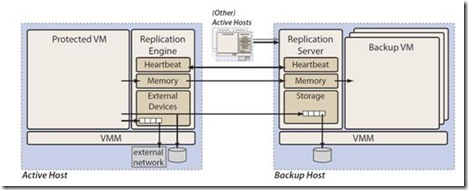 (Other)
Active Hosts
Protected VM
Replication
Engine
Heartbeat
Memory
External
Devices
VMM
external
network
Active Host
Replication
Server
Heartbeat
Memory
Storage
Backup VM
VMM
Backup Host